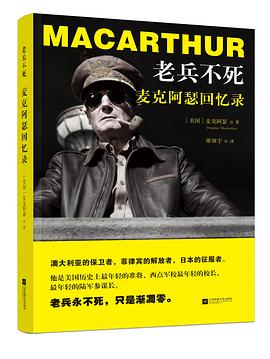 老兵不死
麦克阿瑟回忆录
MACARTHUR
老兵不死
麦克阿瑟回忆录
[美国] 麦克阿瑟 著
Douglas MacArthur
梁颂宇 译
澳大利亚的保卫者，菲律宾的解放者，日本的征服者。
他是美国历史上最年轻的准将、西点军校最年轻的校长、
最年轻的陆军参谋长。
老兵永不死，只是渐凋零。